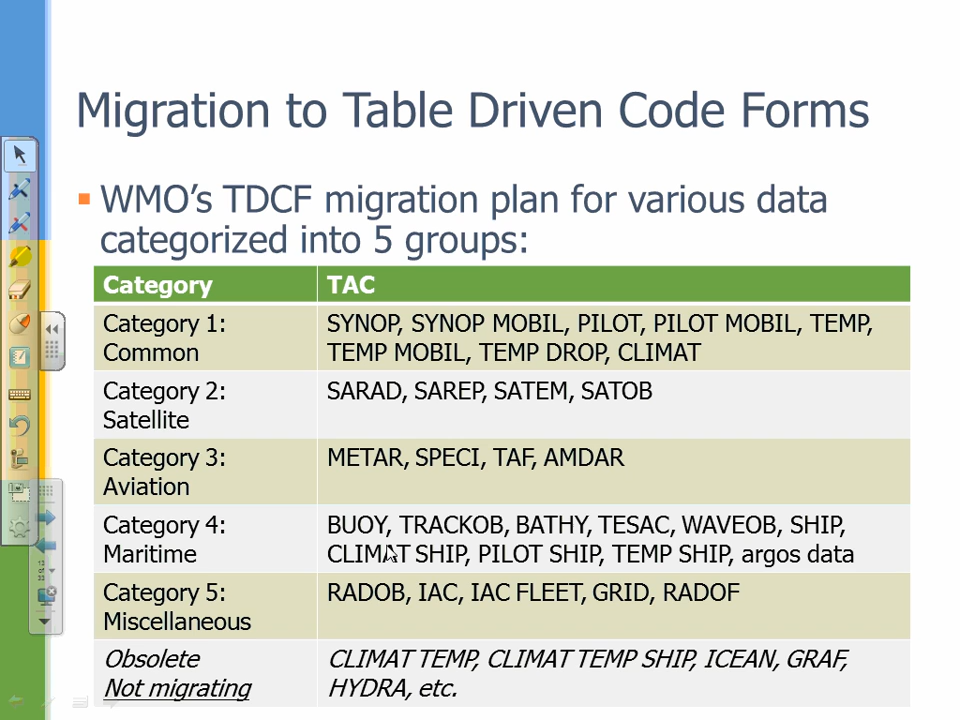 Migration to Table Driven Code Forms
WMO’s TDCF migration plan for various data
categorized into 5 groups:
Category
TAC
Category 1:
Common
SYNOP, SYNOP MOBIL, PILOT, PILOT MOBIL, TEMP,
TEMP MOBIL, TEMP DROP, CLIMAT
Category 2:
Satellite
SARAD, SAREP, SATEM, SATOB
Category 3:
Aviation
METAR, SPECI, TAF, AMDAR
Category 4:
Maritime
BUOY, TRACKOB, BATHY, TESAC, WAVEOB, SHIP,
CLIMAT SHIP, PILOT SHIP, TEMP SHIP, argos data
Category 5:
Miscellaneous
RADOB, IAC, IAC FLEET, GRID, RADOF
Obsolete
Not migrating
CLIMAT TEMP, CLIMAT TEMP SHIP, ICEAN, GRAF,
HYDRA, etc.